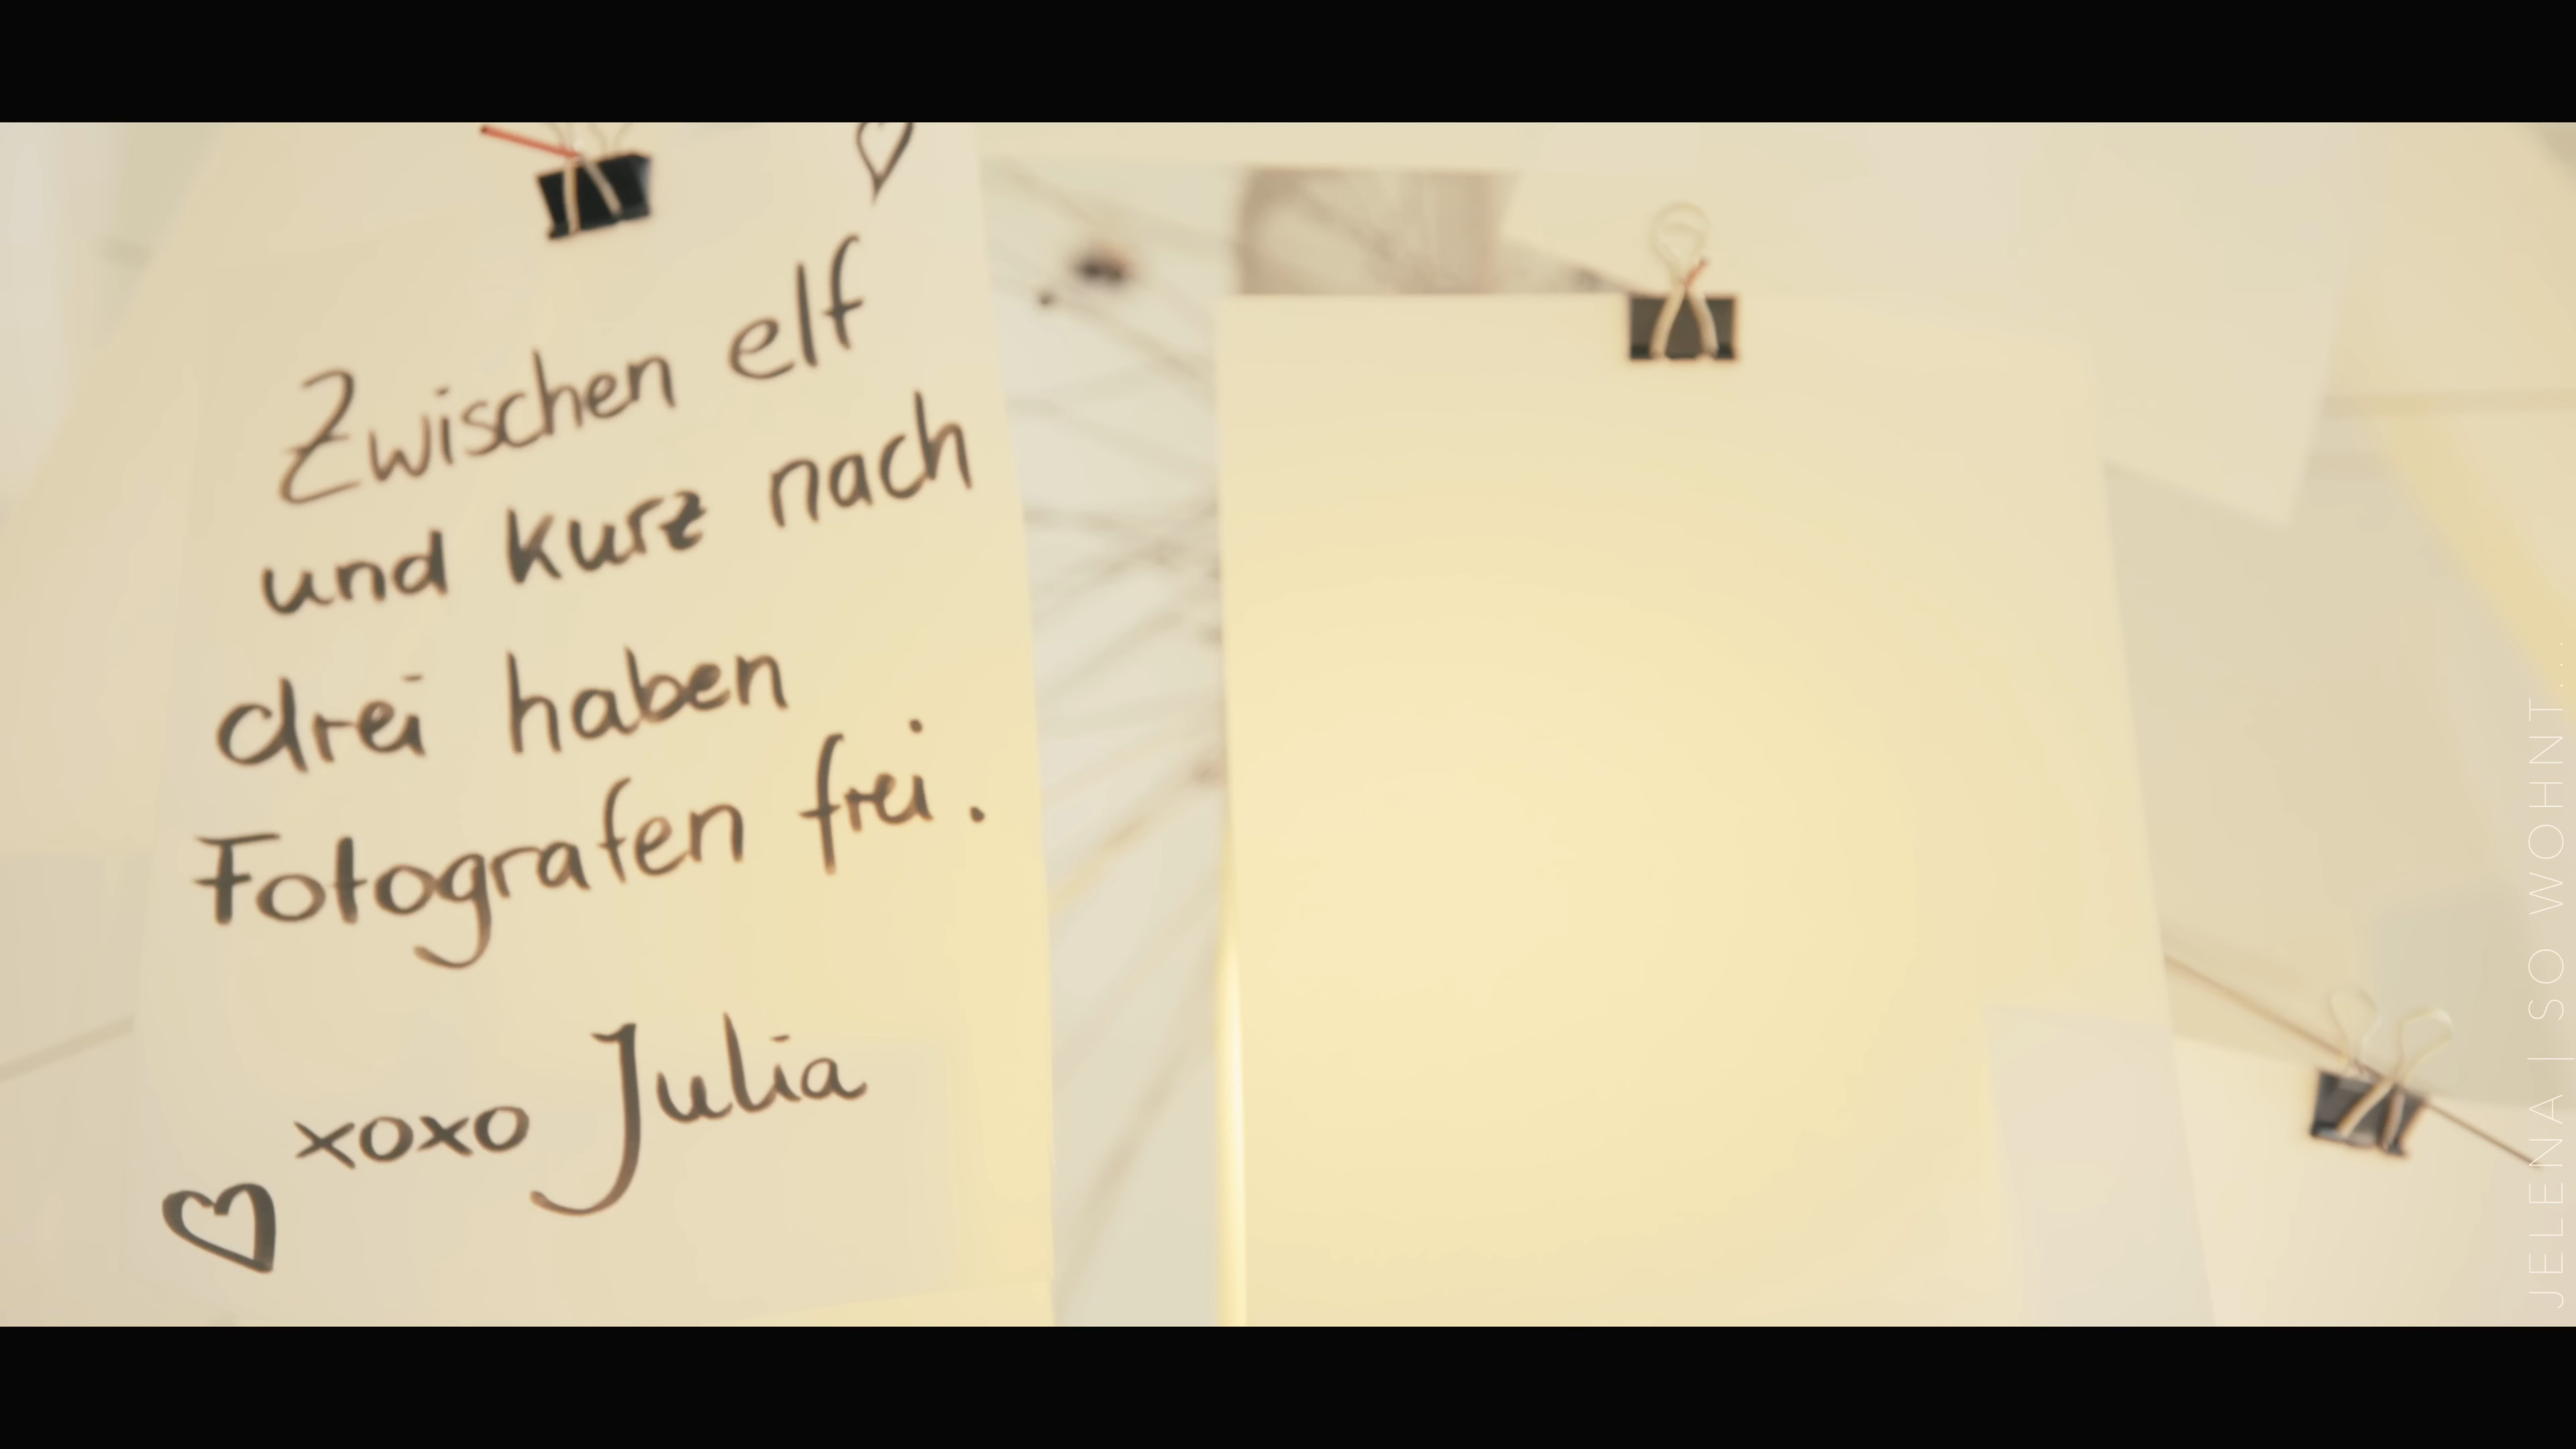 Zwischen elf
und kurz nach
drei haben
Fotografen frei.
xoxo Julia
JELENA | SO WOHNT....